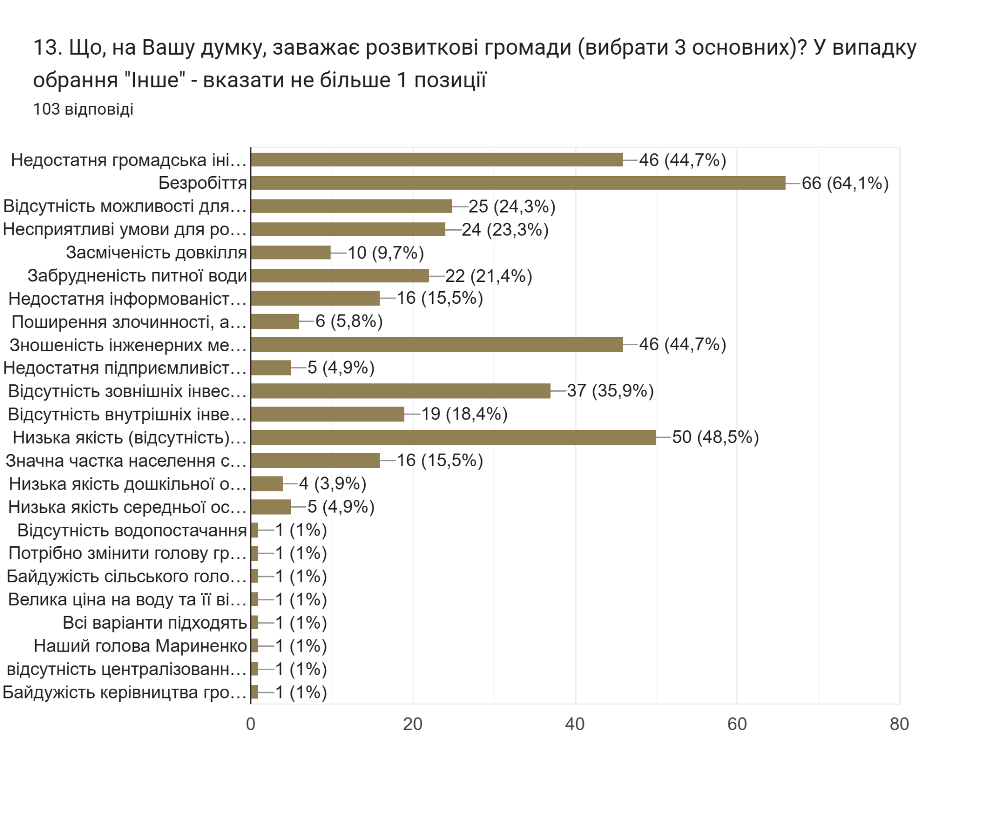 13. Що, на Вашу думку, заважає розвиткові громади (вибрати 3 основних)? У випадку
обрання "Інше" - вказати не більше 1 позиції
103 відповіді
Недостатня громадська іні… 46 (44,7%)
Безробіття 66 (64,1%)
Відсутність можливості для… 25 (24,3%)
Несприятливі умови для ро… 24 (23,3%)
Засміченість довкілля 10 (9,7%)
Забрудненість питної води 22 (21,4%)
Недостатня інформованіст… 16 (15,5%)
Поширення злочинності, а… 6 (5,8%)
Зношеність інженерних ме… 46 (44,7%)
Недостатня підприємливіст… 5 (4,9%)
Відсутність зовнішніх інвес… 37 (35,9%)
Відсутність внутрішніх інве… 19 (18,4%)
Низька якість (відсутність)… 50 (48,5%)
Значна частка населення с… 16 (15,5%)
Низька якість дошкільної о… 4 (3,9%)
Низька якість середньої ос… 5 (4,9%)
Відсутність водопостачання 1 (1%)
Потрібно змінити голову гр… 1 (1%)
Байдужість сільського голо… 1 (1%)
Велика ціна на воду та її ві… 1 (1%)
Всі варіанти підходять 1 (1%)
Наший голова Мариненко 1 (1%)
відсутність централізованн… 1 (1%)
Байдужість керівництва гро… 1 (1%)
0 20 40 60 80